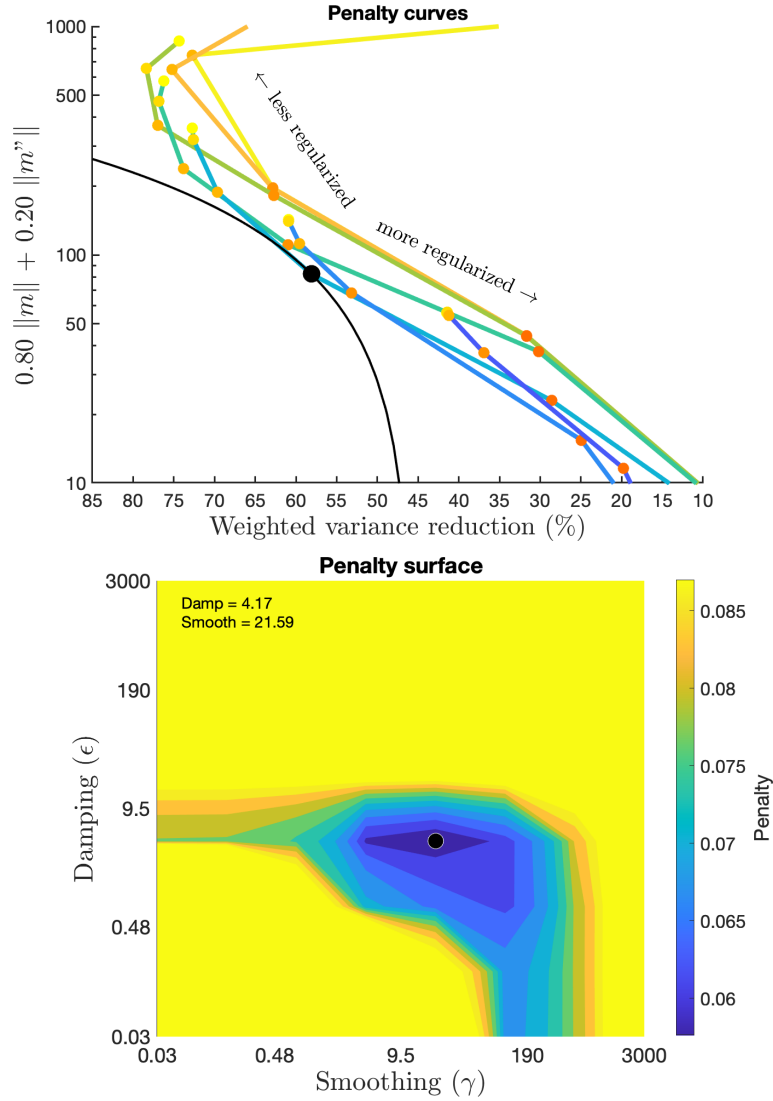 Penalty curves
1000
500
100
50
10
0.80 ||m|| + 0.20 ||m”||
← less regularized
more regularized →
85 80 75 70 65 60 55 50 45 40 35 30 25 20 15 10
Weighted variance reduction (%)
Penalty surface
Damp = 4.17
Smooth = 21.59
3000
190
9.5
0.48
0.03
Damping (ϵ)
0.03 0.48 9.5 190 3000
Smoothing (γ)
0.085
0.08
0.075
0.07
0.065
0.06
Penalty